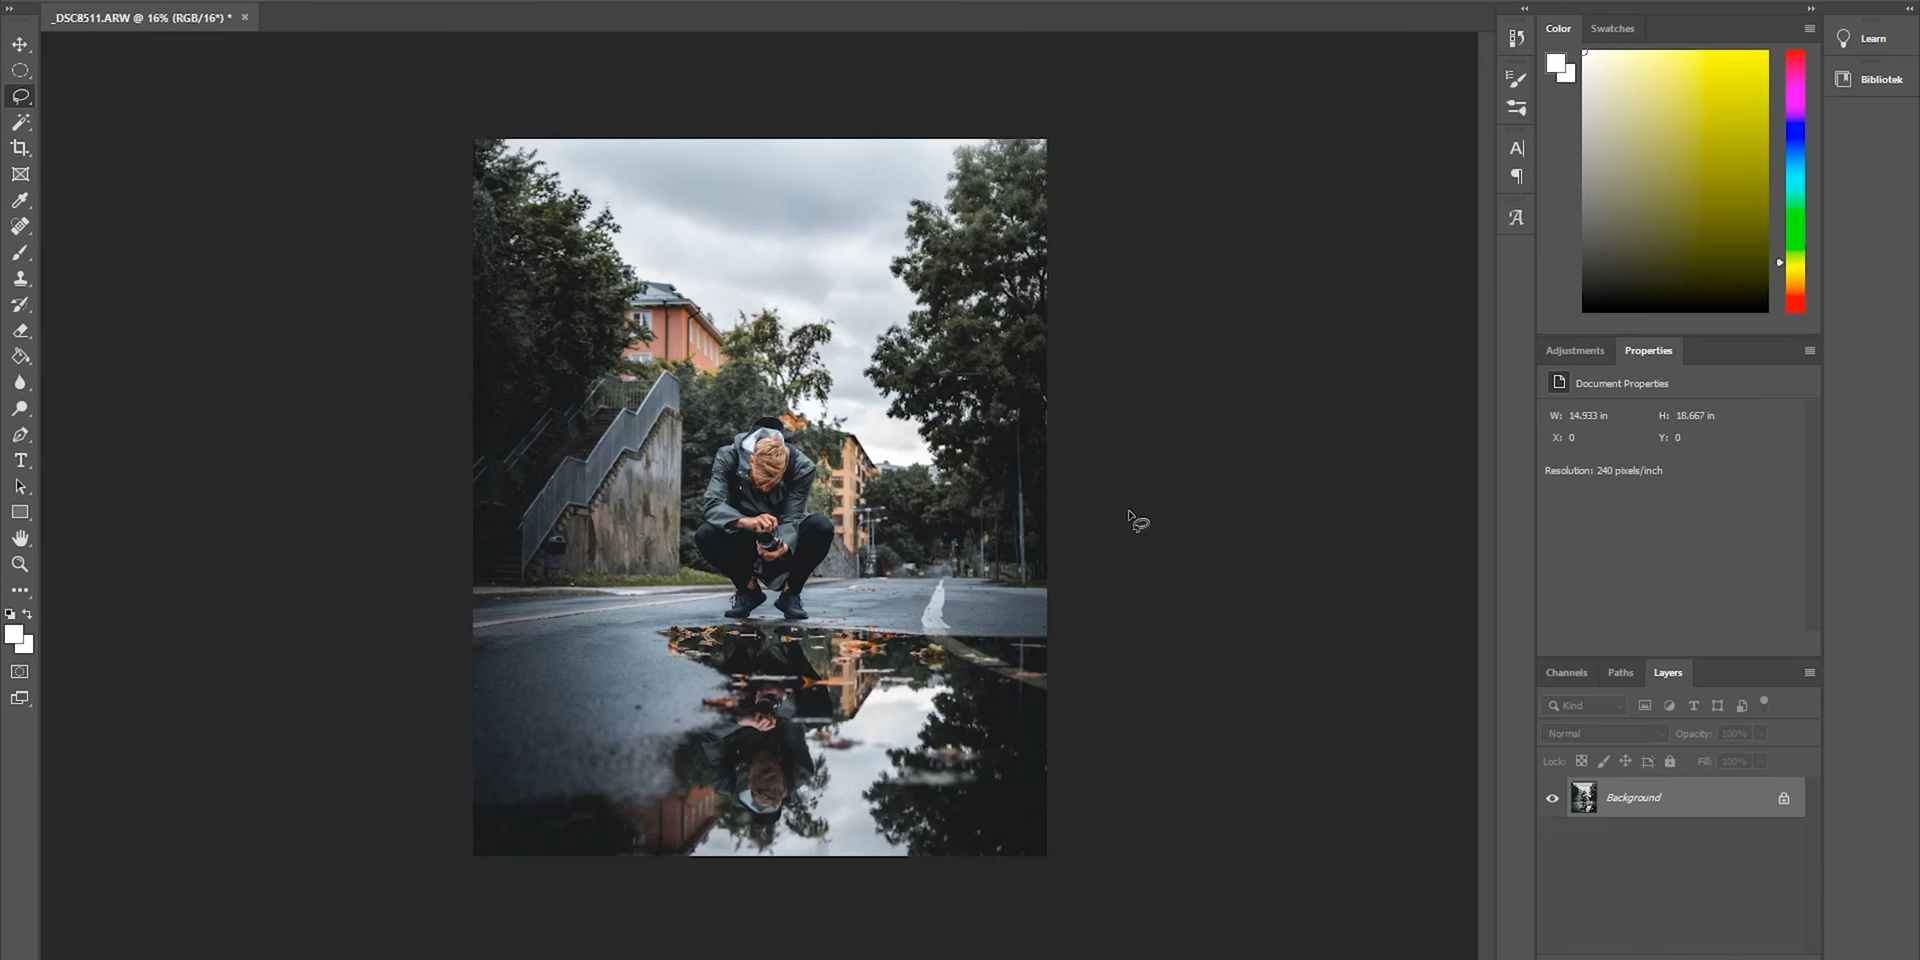 _DSC8511.ARW @ 16% (RGB/16*) *
Color
Swatches
Learn
Bibliotek
Adjustments
Properties
Document Properties
W: 14.933 in
H: 18.667 in
X: 0
Y: 0
Resolution: 240 pixels/inch
Channels
Paths
Layers
Kind
Normal
Opacity: 100%
Lock:
Fill: 100%
Background